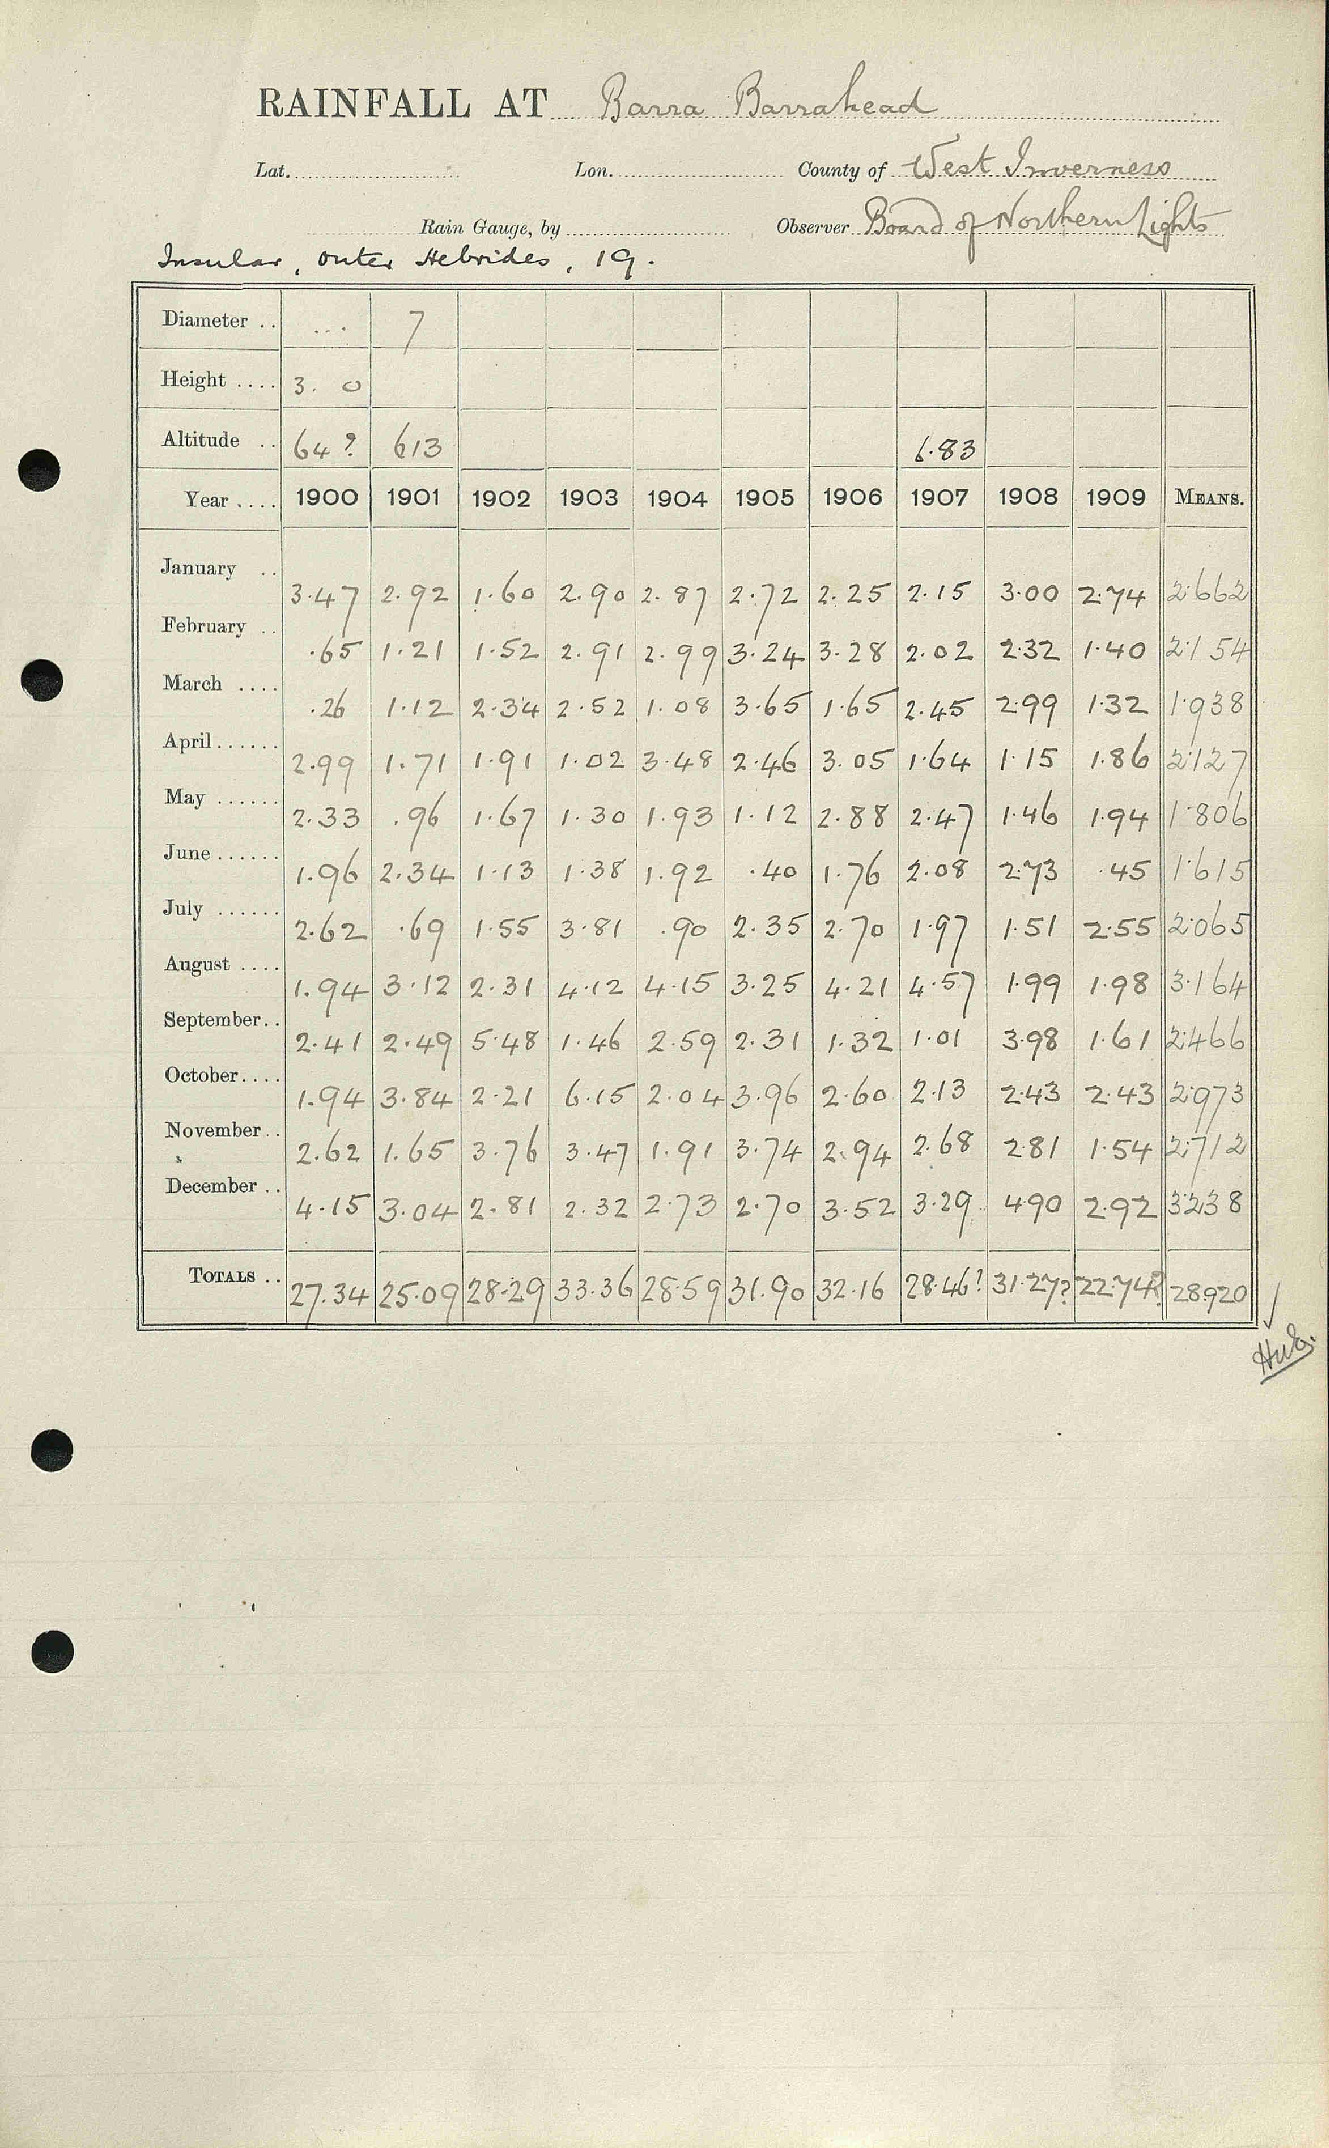 RAINFALL AT Barra Barrahead
Lat. Lon. County of West Inverness
Rain Gauge, by Observer Board of Northern Lights
Insular, Outer Hebrides, 19.
Diameter .. ... 7
Height .... 3. 0
Altitude .. 64? 613 6.83
Year .... 1900 1901 1902 1903 1904 1905 1906 1907 1908 1909 MEANS.
January .. 3.47 2.92 1.60 2.90 2.87 2.72 2.25 2.15 3.00 2.74 2.662
February .. .65 1.21 1.52 2.91 2.99 3.24 3.28 2.02 2.32 1.40 2.154
March .... .26 1.12 2.34 2.52 1.08 3.65 1.65 2.45 2.99 1.32 1.938
April ...... 2.99 1.71 1.91 1.02 3.48 2.46 3.05 1.64 1.15 1.86 2.127
May ...... 2.33 .96 1.67 1.30 1.93 1.12 2.88 2.47 1.46 1.94 1.806
June ...... 1.96 2.34 1.13 1.38 1.92 .40 1.76 2.08 2.73 .45 1.615
July ...... 2.62 .69 1.55 3.81 .90 2.35 2.70 1.97 1.51 2.55 2.065
August .... 1.94 3.12 2.31 4.12 4.15 3.25 4.21 4.57 1.99 1.98 3.164
September .. 2.41 2.49 5.48 1.46 2.59 2.31 1.32 1.01 3.98 1.61 2.466
October .... 1.94 3.84 2.21 6.15 2.04 3.96 2.60 2.13 2.43 2.43 2.973
November .. 2.62 1.65 3.76 3.47 1.91 3.74 2.94 2.68 2.81 1.54 2.712
December .. 4.15 3.04 2.81 2.32 2.73 2.70 3.52 3.29 4.90 2.92 3.238
TOTALS .. 27.34 25.09 28.29 33.36 28.59 31.90 32.16 28.46? 31.27? 22.74? 28920